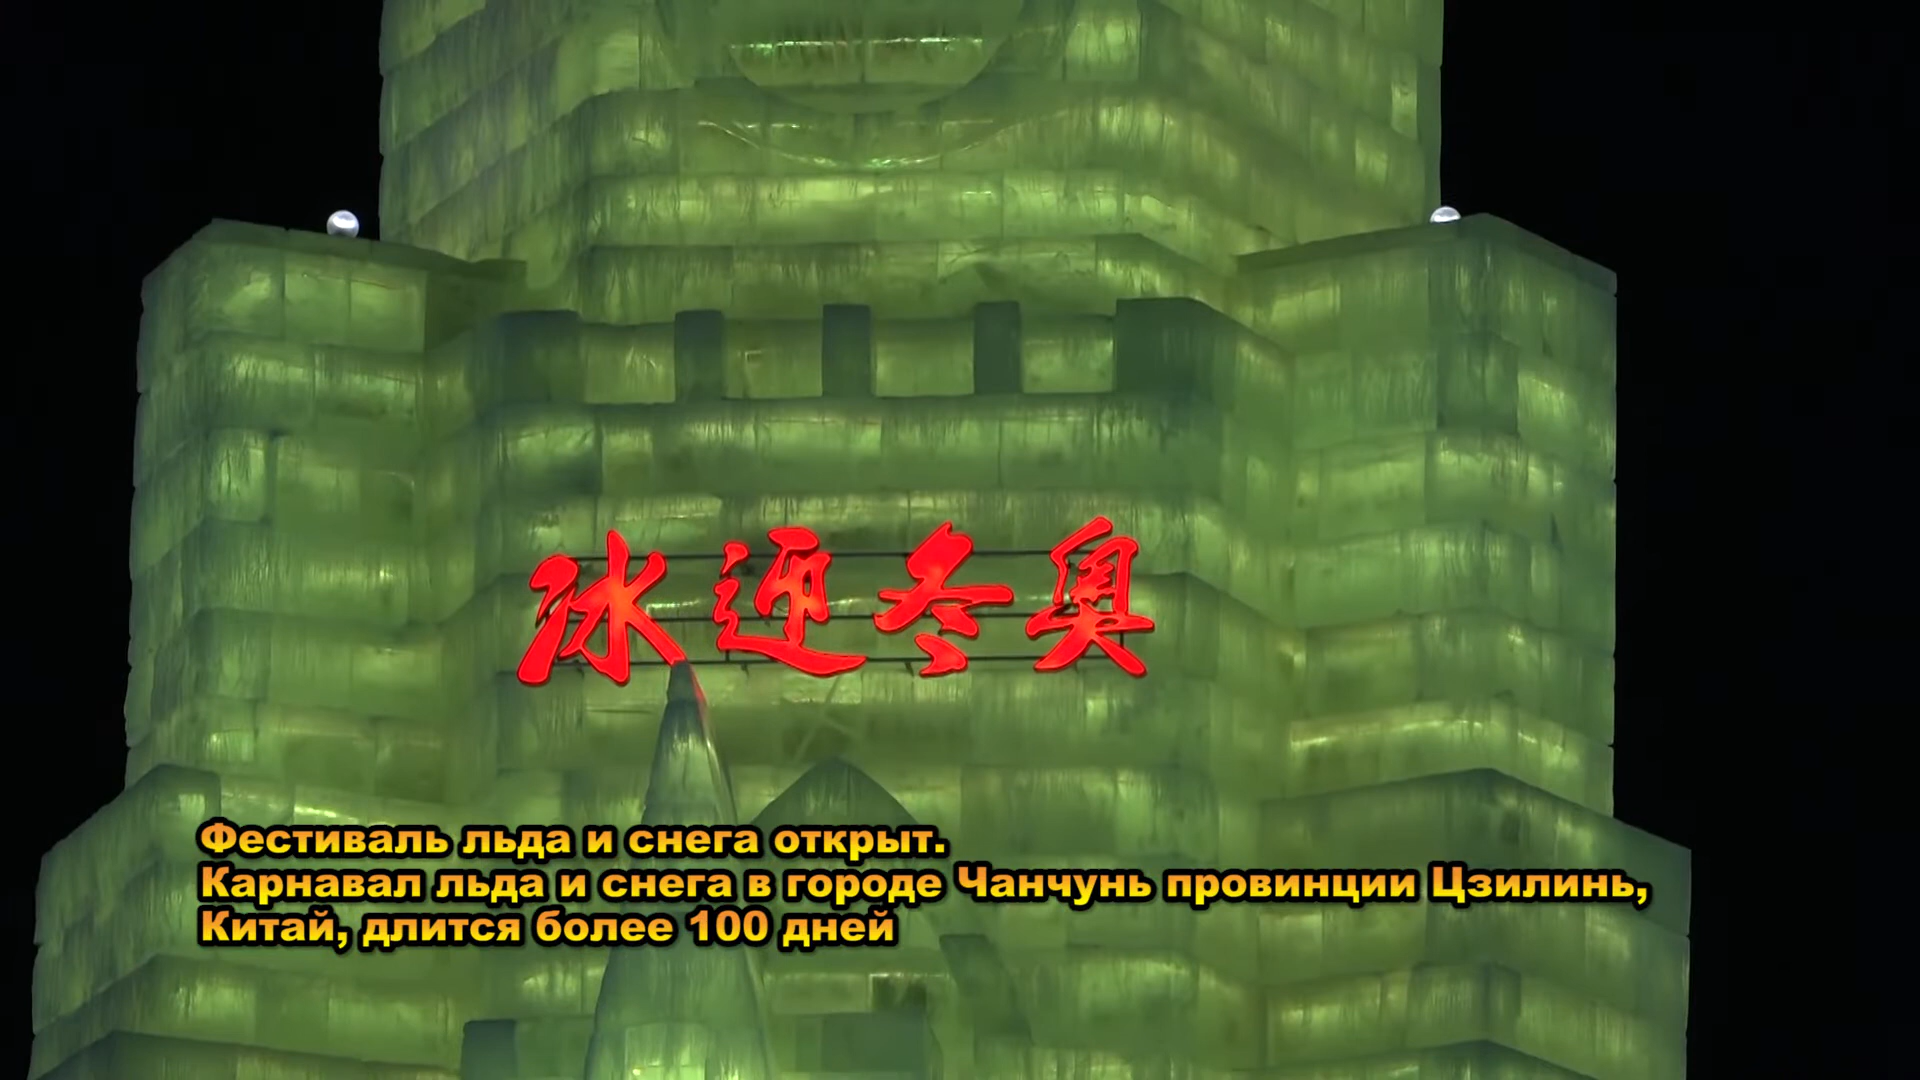 冰迎冬奥
Фестиваль льда и снега открыт.
Карнавал льда и снега в городе Чанчунь провинции Цзилинь,
Китай, длится более 100 дней